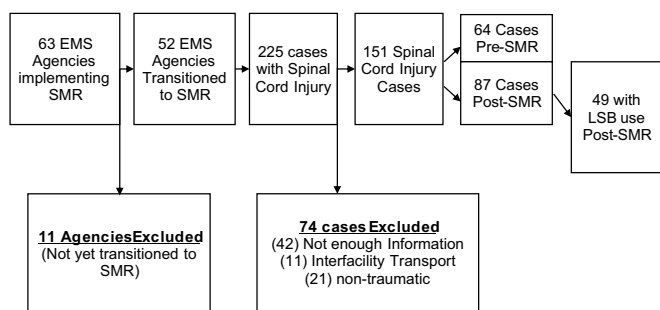 63 EMS
Agencies
implementing
SMR
52 EMS
Agencies
Transitioned
to SMR
225 cases
with Spinal
Cord Injury
151 Spinal
Cord Injury
Cases
64 Cases
Pre-SMR
87 Cases
Post-SMR
49 with
LSB use
Post-SMR
11 AgenciesExcluded
(Not yet transitioned to
SMR)
74 casesExcluded
(42) Not enough Information
(11) Interfacility Transport
(21) non-traumatic